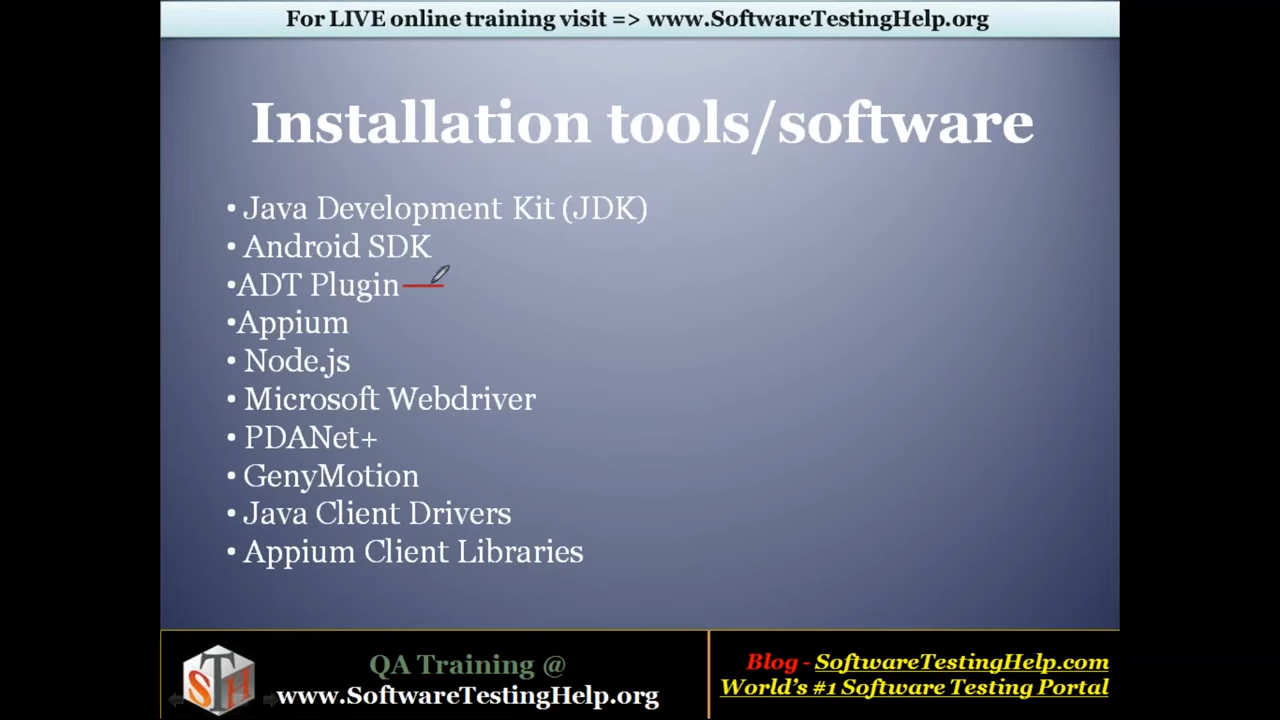 For LIVE online training visit => www.SoftwareTestingHelp.org
Installation tools/software
• Java Development Kit (JDK)
• Android SDK
•ADT Plugin
•Appium
• Node.js
• Microsoft Webdriver
• PDANet+
• GenyMotion
• Java Client Drivers
• Appium Client Libraries
STH
QA Training @
www.SoftwareTestingHelp.org
Blog - SoftwareTestingHelp.com
World's #1 Software Testing Portal